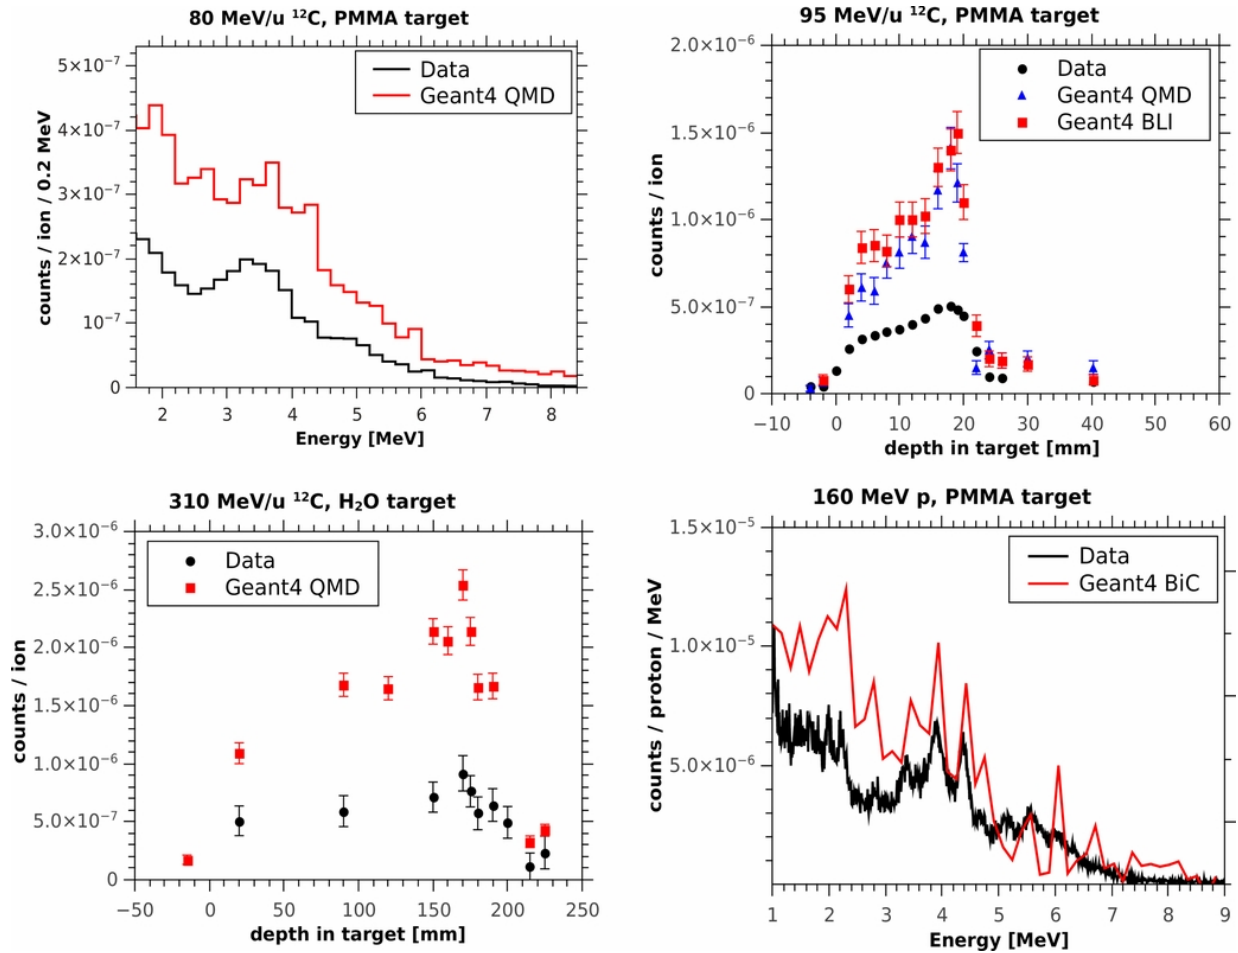 80 MeV/u ¹²C, PMMA target
Data
Geant4 QMD
5×10⁻⁷
4×10⁻⁷
3×10⁻⁷
2×10⁻⁷
10⁻⁷
0
counts / ion / 0.2 MeV
2 3 4 5 6 7 8
Energy [MeV]
95 MeV/u ¹²C, PMMA target
Data
Geant4 QMD
Geant4 BLI
2.0×10⁻⁶
1.5×10⁻⁶
1.0×10⁻⁶
5.0×10⁻⁷
0
counts / ion
−10 0 10 20 30 40 50 60
depth in target [mm]
310 MeV/u ¹²C, H₂O target
Data
Geant4 QMD
3.0×10⁻⁶
2.5×10⁻⁶
2.0×10⁻⁶
1.5×10⁻⁶
1.0×10⁻⁶
5.0×10⁻⁷
0
counts / ion
−50 0 50 100 150 200 250
depth in target [mm]
160 MeV p, PMMA target
Data
Geant4 BiC
1.5×10⁻⁵
1.0×10⁻⁵
5.0×10⁻⁶
counts / proton / MeV
1 2 3 4 5 6 7 8 9
Energy [MeV]